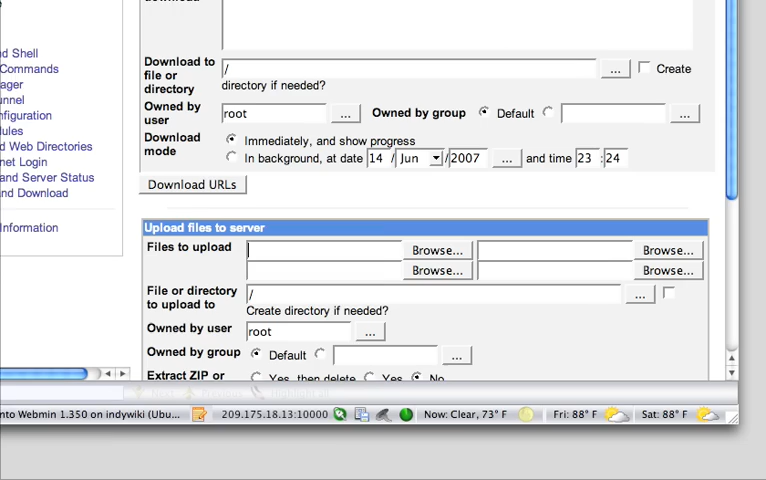 download
Download to file or directory / ... Create directory if needed?
Owned by user root ... Owned by group Default ...
Download mode Immediately, and show progress
In background, at date 14 / Jun / 2007 ... and time 23 : 24
Download URLs
nd Shell
Commands
ager
unnel
nfiguration
dules
d Web Directories
net Login
and Server Status
and Download
Information
Upload files to server
Files to upload Browse... Browse...
Browse... Browse...
File or directory to upload to / ...
Create directory if needed?
Owned by user root ...
Owned by group Default ...
Extract ZIP or Yes, then delete Yes No
Next Previous Highlight all
nto Webmin 1.350 on indywiki (Ubu... 209.175.18.13:10000 Now: Clear, 73° F Fri: 88° F Sat: 88° F